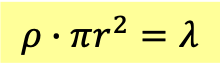 ρ · πr² = λ